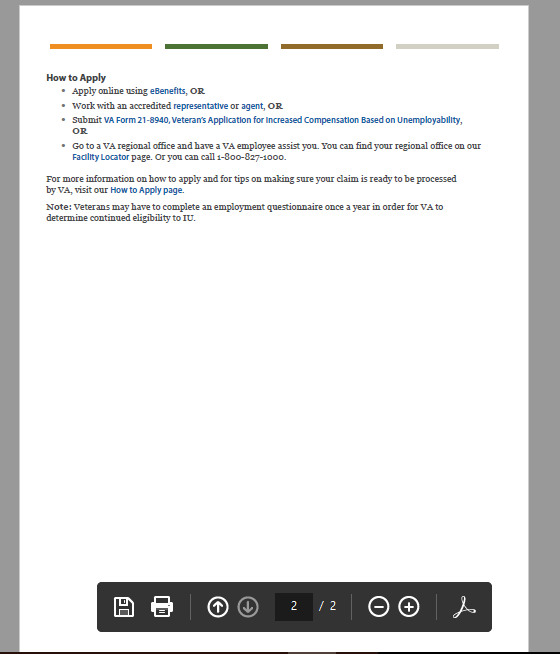 How to Apply
• Apply online using eBenefits, OR
• Work with an accredited representative or agent, OR
• Submit VA Form 21-8940, Veteran's Application for Increased Compensation Based on Unemployability,
OR
• Go to a VA regional office and have a VA employee assist you. You can find your regional office on our
Facility Locator page. Or you can call 1-800-827-1000.
For more information on how to apply and for tips on making sure your claim is ready to be processed
by VA, visit our How to Apply page.
Note: Veterans may have to complete an employment questionnaire once a year in order for VA to
determine continued eligibility to IU.
2 / 2